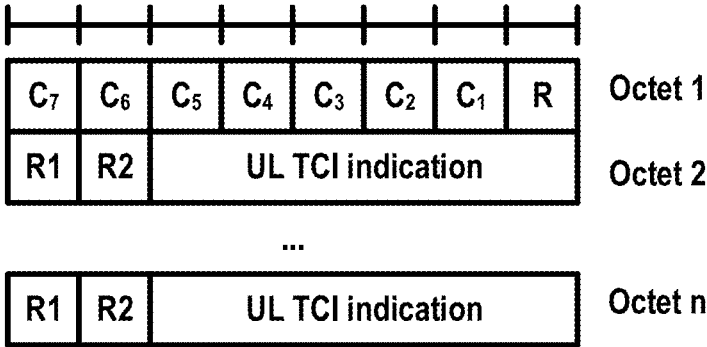 C₇ C₆ C₅ C₄ C₃ C₂ C₁ R Octet 1
R1 R2 UL TCI indication Octet 2
...
R1 R2 UL TCI indication Octet n